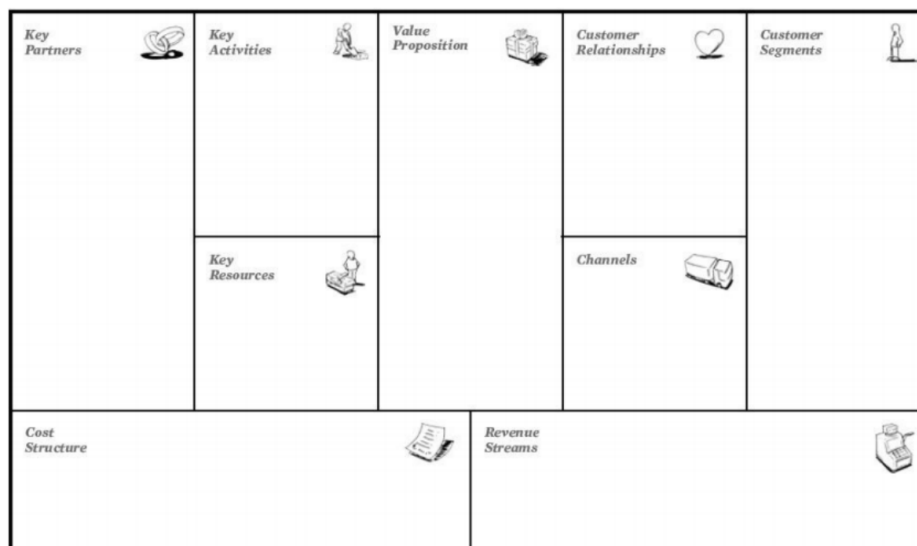 Key
Partners
Key
Activities
Value
Proposition
Customer
Relationships
Customer
Segments
Key
Resources
Channels
Cost
Structure
Revenue
Streams